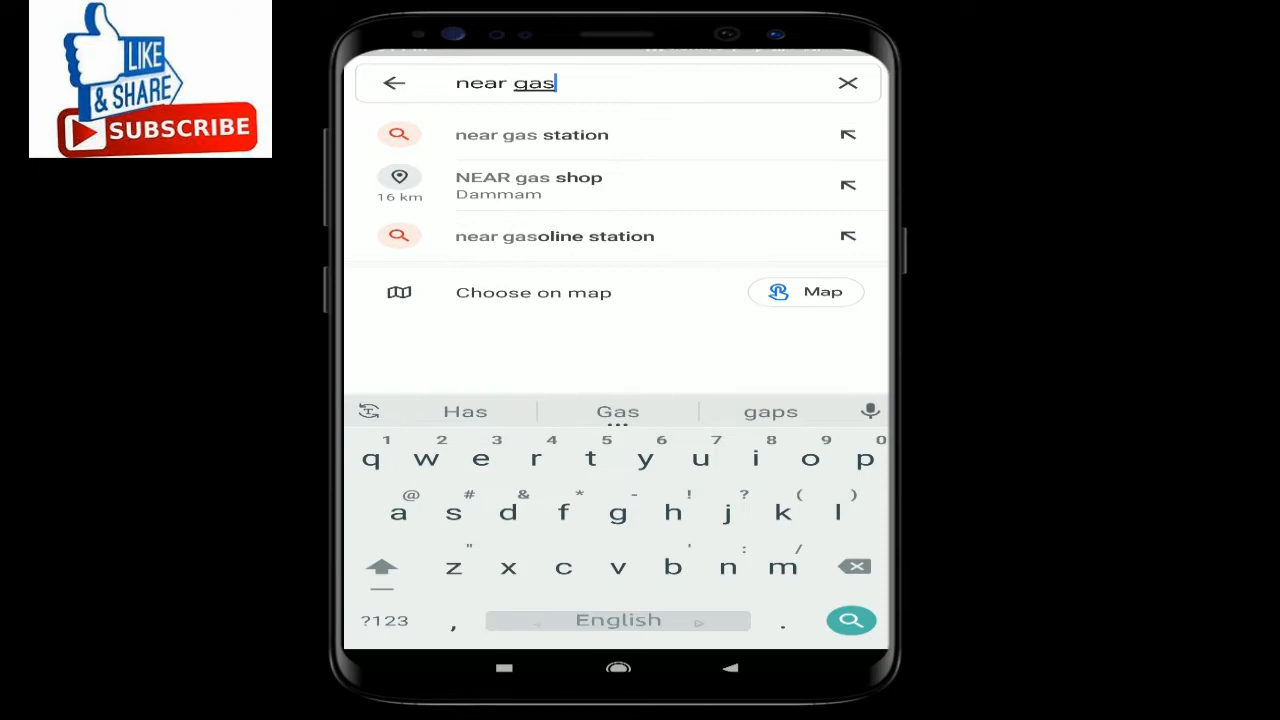 LIKE
& SHARE
SUBSCRIBE
near gas
near gas station
NEAR gas shop
16 km
Dammam
near gasoline station
Choose on map
Map
Has
Gas
gaps
1 2 3 4 5 6 7 8 9 0
q w e r t y u i o p
@ # & * - ! ? ( )
a s d f g h j k l
" ' : /
z x c v b n m
?123
,
English
.